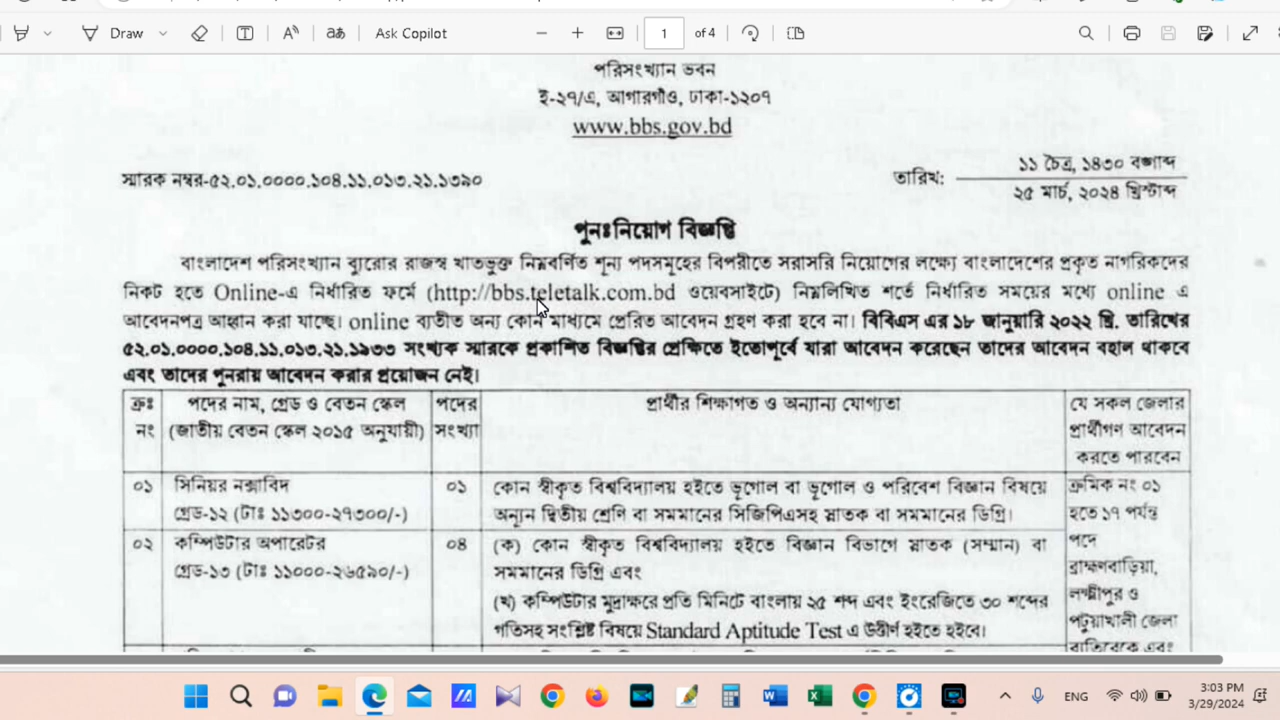 Draw
Ask Copilot
1 of 4
পরিসংখ্যান ভবন
ই-২৭/এ, আগারগাঁও, ঢাকা-১২০৭
www.bbs.gov.bd
স্মারক নম্বর-৫২.০১.০০০০.১০৪.১১.০১৩.২১.১৩৯০
তারিখ:
১১ চৈত্র, ১৪৩০ বঙ্গাব্দ
২৫ মার্চ, ২০২৪ খ্রিস্টাব্দ
পুনঃনিয়োগ বিজ্ঞপ্তি
বাংলাদেশ পরিসংখ্যান ব্যুরোর রাজস্ব খাতভুক্ত নিম্নবর্ণিত শূন্য পদসমূহের বিপরীতে সরাসরি নিয়োগের লক্ষ্যে বাংলাদেশের প্রকৃত নাগরিকদের
নিকট হতে Online-এ নির্ধারিত ফর্মে (http://bbs.teletalk.com.bd ওয়েবসাইটে) নিম্নলিখিত শর্তে নির্ধারিত সময়ের মধ্যে online এ
আবেদনপত্র আহ্বান করা যাচ্ছে। online ব্যতীত অন্য কোন মাধ্যমে প্রেরিত আবেদন গ্রহণ করা হবে না। বিবিএস এর ১৮ জানুয়ারি ২০২২ খ্রি. তারিখের
৫২.০১.০০০০.১০৪.১১.০১৩.২১.১৯৩৩ সংখ্যক স্মারকে প্রকাশিত বিজ্ঞপ্তির প্রেক্ষিতে ইতোপূর্বে যারা আবেদন করেছেন তাদের আবেদন বহাল থাকবে
এবং তাদের পুনরায় আবেদন করার প্রয়োজন নেই।
ক্রঃ নং
পদের নাম, গ্রেড ও বেতন স্কেল
(জাতীয় বেতন স্কেল ২০১৫ অনুযায়ী)
পদের
সংখ্যা
প্রার্থীর শিক্ষাগত ও অন্যান্য যোগ্যতা
যে সকল জেলার
প্রার্থীগণ আবেদন
করতে পারবেন
০১
সিনিয়র নক্সাবিদ
গ্রেড-১২ (টাঃ ১১৩০০-২৭৩০০/-)
০১
কোন স্বীকৃত বিশ্ববিদ্যালয় হইতে ভূগোল বা ভূগোল ও পরিবেশ বিজ্ঞান বিষয়ে
অন্যূন দ্বিতীয় শ্রেণি বা সমমানের সিজিপিএসহ স্নাতক বা সমমানের ডিগ্রি।
০২
কম্পিউটার অপারেটর
গ্রেড-১৩ (টাঃ ১১০০০-২৬৫৯০/-)
০৪
(ক) কোন স্বীকৃত বিশ্ববিদ্যালয় হইতে বিজ্ঞান বিভাগে স্নাতক (সম্মান) বা
সমমানের ডিগ্রি এবং
(খ) কম্পিউটার মুদ্রাক্ষরে প্রতি মিনিটে বাংলায় ২৫ শব্দ এবং ইংরেজিতে ৩০ শব্দের
গতিসহ সংশ্লিষ্ট বিষয়ে Standard Aptitude Test এ উত্তীর্ণ হইতে হইবে।
ক্রমিক নং ০১
হতে ১৭ পর্যন্ত
পদে
ব্রাহ্মণবাড়িয়া,
লক্ষ্মীপুর ও
পটুয়াখালী জেলা
ব্যতিরেকে এবং
ENG
3:03 PM
3/29/2024